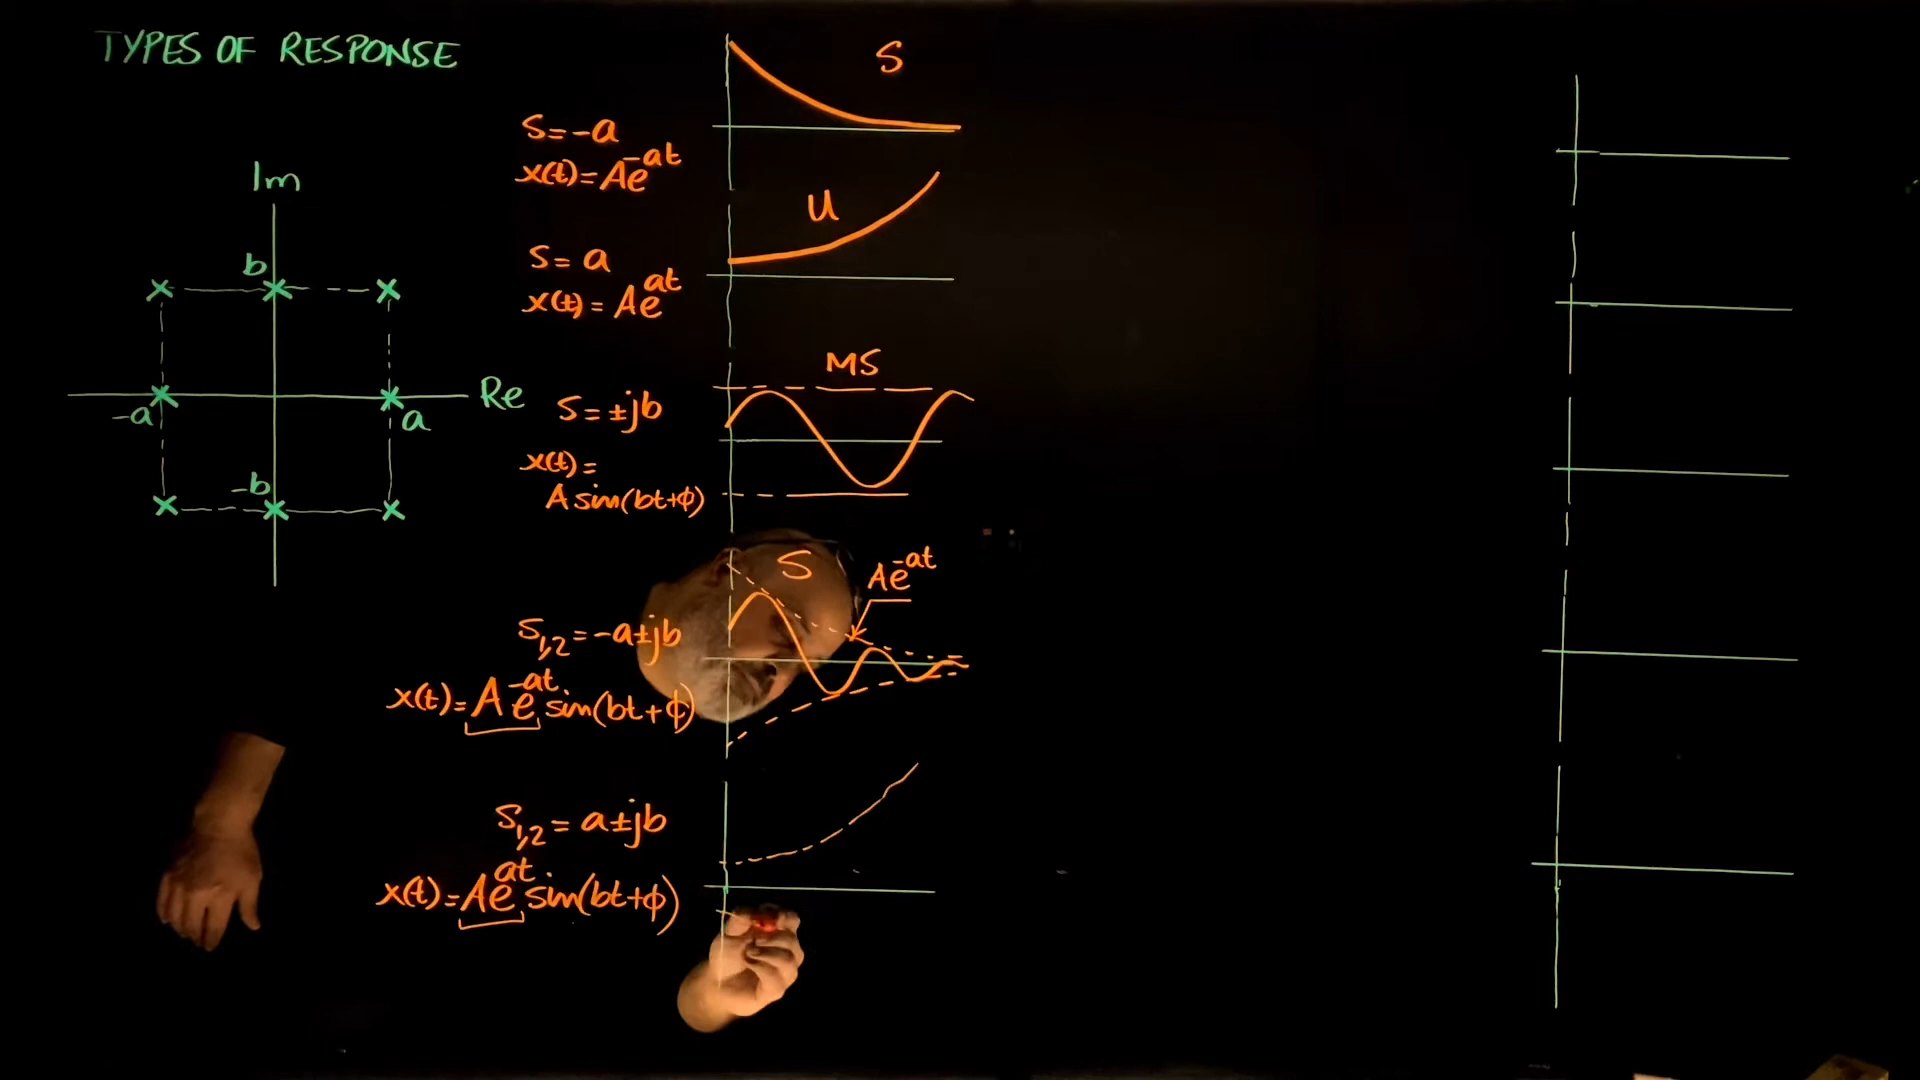 TYPES OF RESPONSE
Im
b
Re
-a
a
-b
S
S=-a
x(t)=Ae^-at
U
S= a
x(t)= Ae^at
MS
S= ±jb
x(t)=
A sin(bt+ϕ)
S
Ae^-at
S1,2=-a±jb
x(t)=Ae^-at sin(bt+ϕ)
S1,2= a±jb
x(t)=Ae^at sin(bt+ϕ)